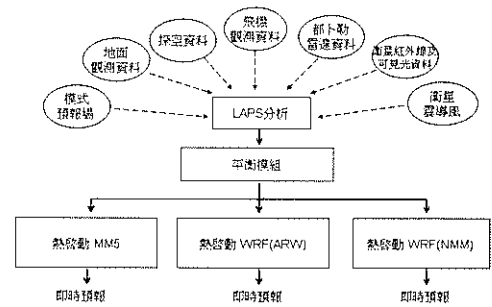 模式
預報場
地面
觀測資料
探空資料
飛機
觀測資料
都卜勒
雷達資料
衛星紅外線及
可見光資料
衛星
雲導風
LAPS分析
平衡模組
熱啟動 MM5
熱啟動 WRF(ARW)
熱啟動 WRF(NMM)
即時預報
即時預報
即時預報